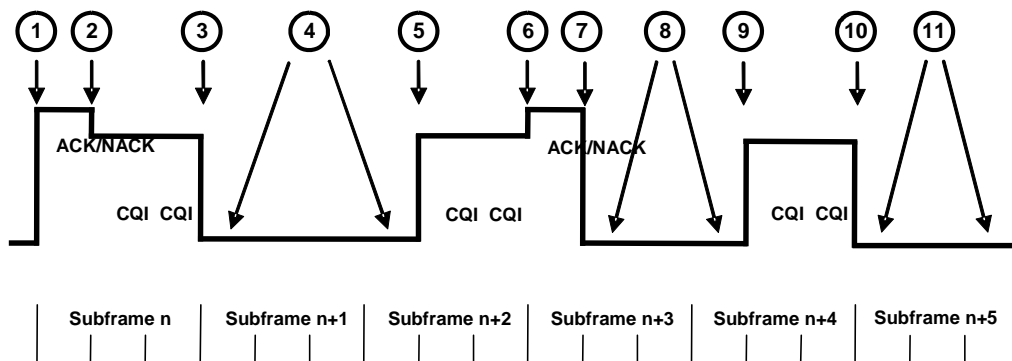 1 2 3 4 5 6 7 8 9 10 11
ACK/NACK ACK/NACK
CQI CQI CQI CQI CQI CQI
Subframe n Subframe n+1 Subframe n+2 Subframe n+3 Subframe n+4 Subframe n+5